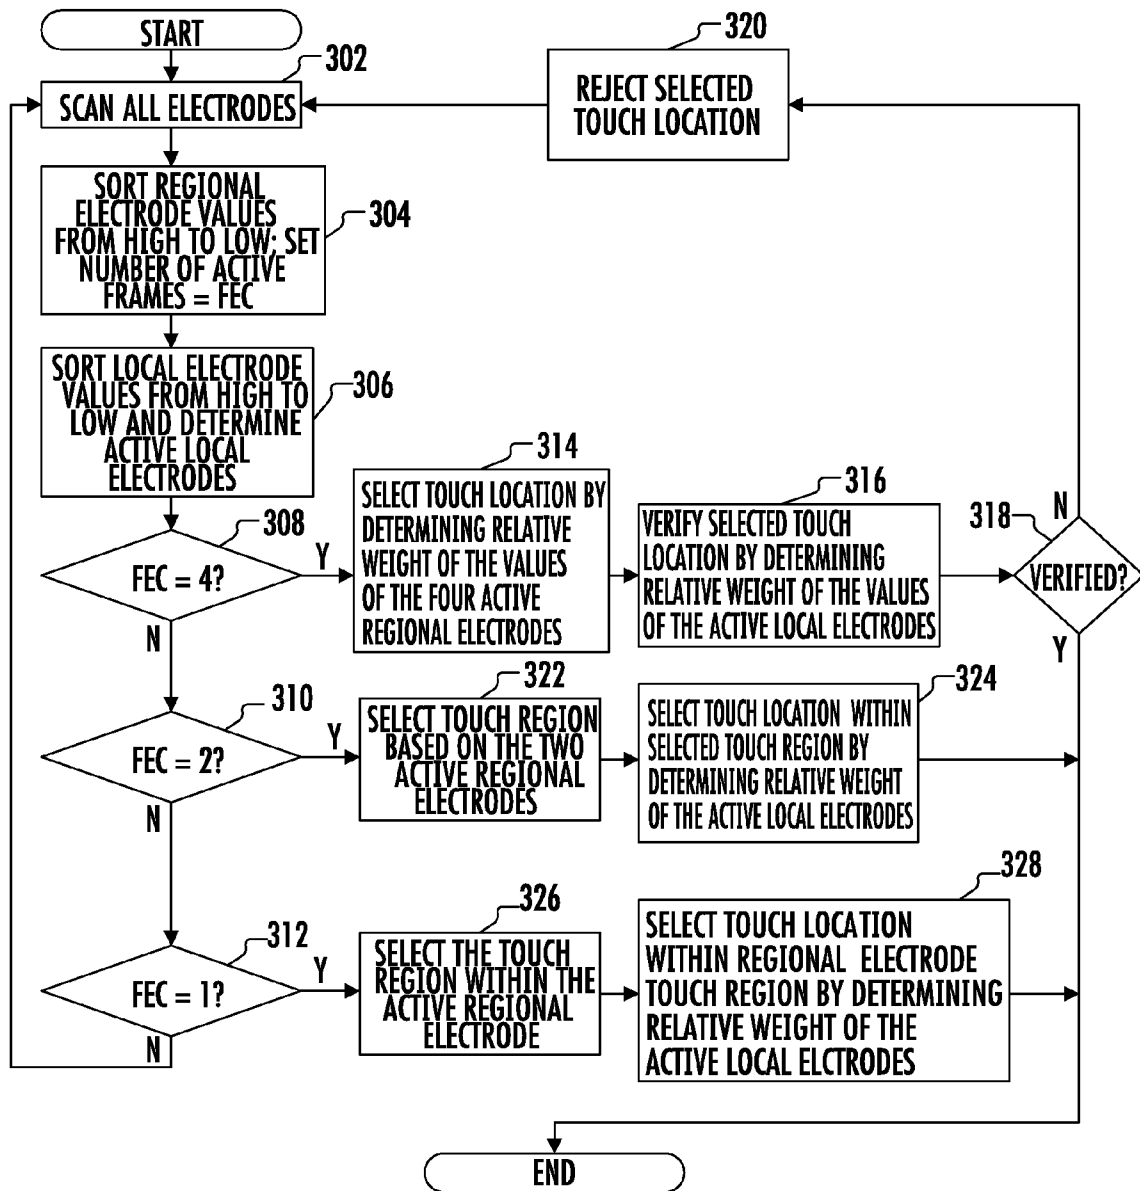 START
302
SCAN ALL ELECTRODES
320
REJECT SELECTED
TOUCH LOCATION
SORT REGIONAL
ELECTRODE VALUES
FROM HIGH TO LOW; SET
NUMBER OF ACTIVE
FRAMES = FEC
304
SORT LOCAL ELECTRODE
VALUES FROM HIGH TO
LOW AND DETERMINE
ACTIVE LOCAL
ELECTRODES
306
308
FEC = 4?
Y
N
314
SELECT TOUCH LOCATION BY
DETERMINING RELATIVE
WEIGHT OF THE VALUES
OF THE FOUR ACTIVE
REGIONAL ELECTRODES
316
VERIFY SELECTED TOUCH
LOCATION BY DETERMINING
RELATIVE WEIGHT OF THE VALUES
OF THE ACTIVE LOCAL ELECTRODES
318
N
VERIFIED?
Y
310
FEC = 2?
Y
N
322
SELECT TOUCH REGION
BASED ON THE TWO
ACTIVE REGIONAL
ELECTRODES
324
SELECT TOUCH LOCATION WITHIN
SELECTED TOUCH REGION BY
DETERMINING RELATIVE WEIGHT
OF THE ACTIVE LOCAL ELECTRODES
312
FEC = 1?
Y
N
326
SELECT THE TOUCH
REGION WITHIN THE
ACTIVE REGIONAL
ELECTRODE
328
SELECT TOUCH LOCATION
WITHIN REGIONAL ELECTRODE
TOUCH REGION BY DETERMINING
RELATIVE WEIGHT OF THE
ACTIVE LOCAL ELCTRODES
END